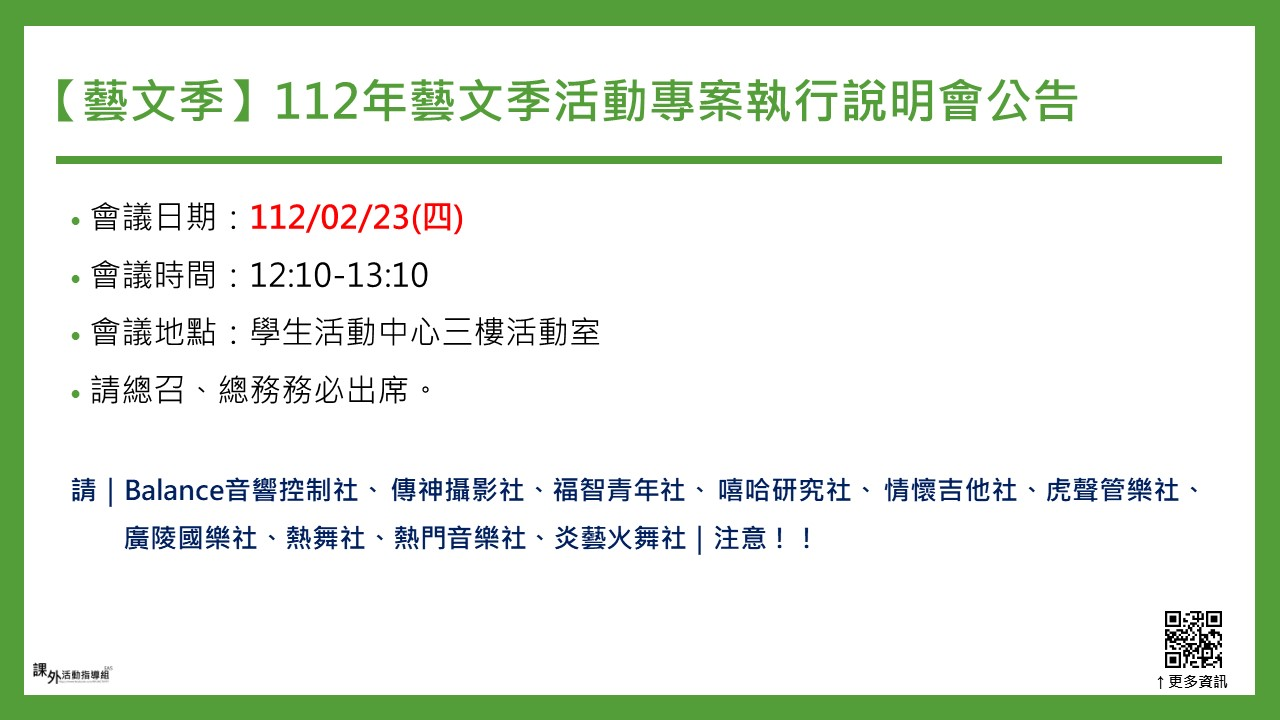 【藝文季】112年藝文季活動專案執行說明會公告
• 會議日期：112/02/23(四)
• 會議時間：12:10-13:10
• 會議地點：學生活動中心三樓活動室
• 請總召、總務務必出席。
請｜Balance音響控制社、傳神攝影社、福智青年社、嘻哈研究社、情懷吉他社、虎聲管樂社、
廣陵國樂社、熱舞社、熱門音樂社、炎藝火舞社｜注意！！
課外活動指導組
↑更多資訊